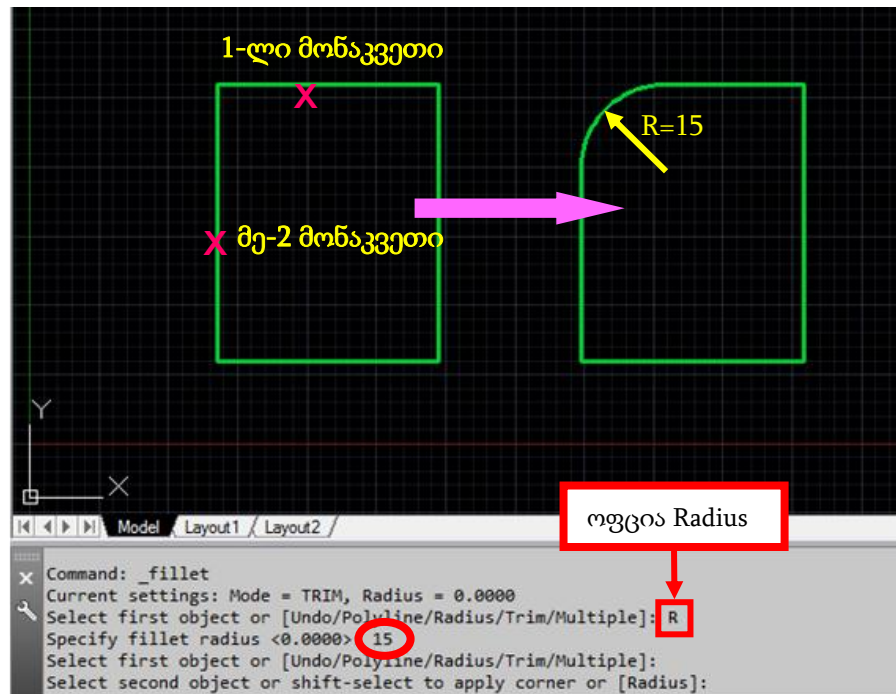 1-ლი მონაკვეთი
X
R=15
X მე-2 მონაკვეთი
Y
X
ოფცია Radius
Model Layout1 Layout2
Command: _fillet
Current settings: Mode = TRIM, Radius = 0.0000
Select first object or [Undo/Polyline/Radius/Trim/Multiple]: R
Specify fillet radius <0.0000> 15
Select first object or [Undo/Polyline/Radius/Trim/Multiple]:
Select second object or shift-select to apply corner or [Radius]: